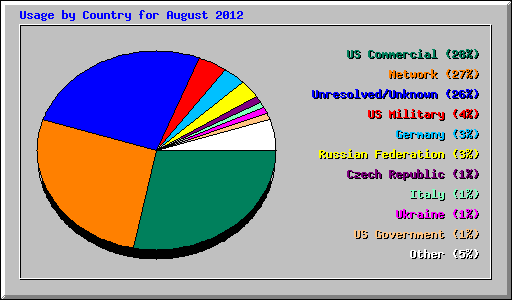 Usage by Country for August 2012
US Commercial (28%)
Network (27%)
Unresolved/Unknown (26%)
US Military (4%)
Germany (3%)
Russian Federation (3%)
Czech Republic (1%)
Italy (1%)
Ukraine (1%)
US Government (1%)
Other (5%)